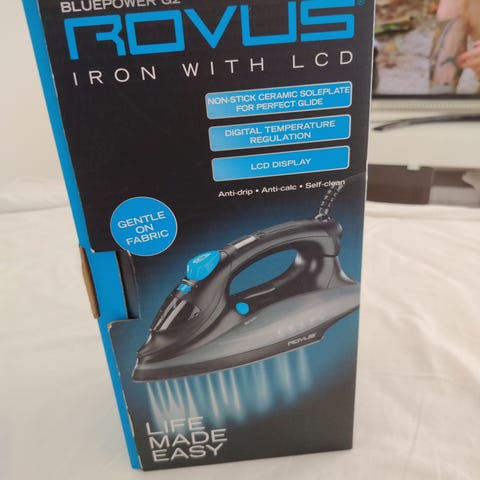 BLUEPOWER G2
ROVUS®
IRON WITH LCD
NON-STICK CERAMIC SOLEPLATE
FOR PERFECT GLIDE
DIGITAL TEMPERATURE
REGULATION
LCD DISPLAY
Anti-drip • Anti-calc • Self-clean
GENTLE
ON
FABRIC
ROVUS
LIFE
MADE
EASY